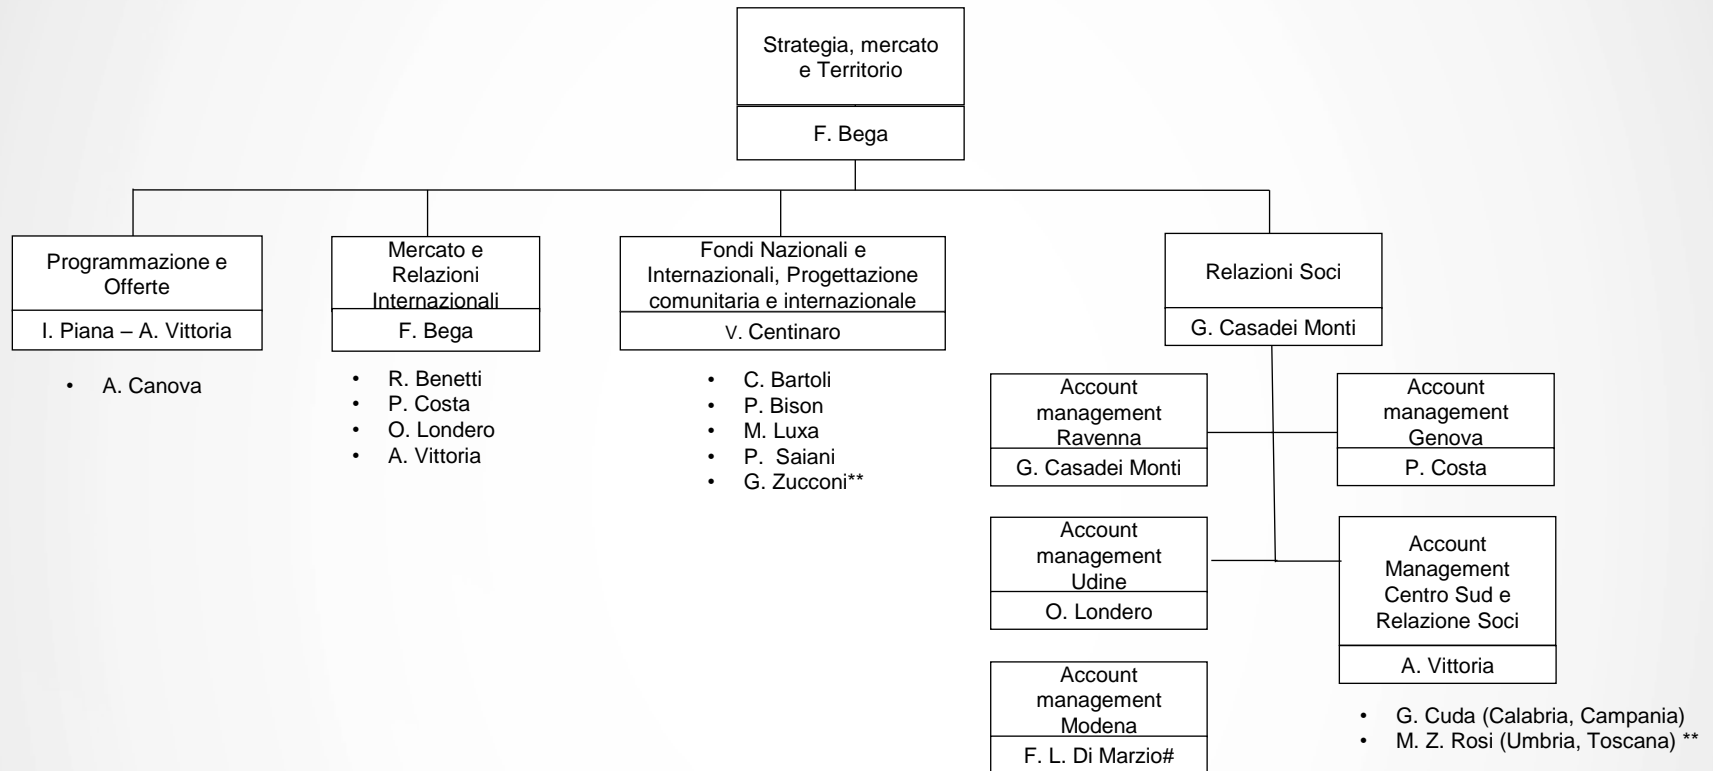 Strategia, mercato
e Territorio
F. Bega
Programmazione e
Offerte
I. Piana – A. Vittoria
• A. Canova
Mercato e
Relazioni
Internazionali
F. Bega
• R. Benetti
• P. Costa
• O. Londero
• A. Vittoria
Fondi Nazionali e
Internazionali, Progettazione
comunitaria e internazionale
V. Centinaro
• C. Bartoli
• P. Bison
• M. Luxa
• P. Saiani
• G. Zucconi**
Relazioni Soci
G. Casadei Monti
Account
management
Ravenna
G. Casadei Monti
Account
management
Genova
P. Costa
Account
management
Udine
O. Londero
Account
Management
Centro Sud e
Relazione Soci
A. Vittoria
• G. Cuda (Calabria, Campania)
• M. Z. Rosi (Umbria, Toscana) **
Account
management
Modena
F. L. Di Marzio#